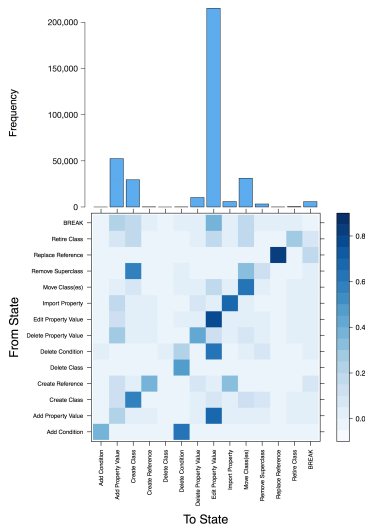 200,000
150,000
100,000
50,000
0
Frequency
BREAK
Retire Class
Replace Reference
Remove Superclass
Move Class(es)
Import Property
Edit Property Value
Delete Property Value
Delete Condition
Delete Class
Create Reference
Create Class
Add Property Value
Add Condition
From State
0.8
0.6
0.4
0.2
0.0
Add Condition
Add Property Value
Create Class
Create Reference
Delete Class
Delete Condition
Delete Property Value
Edit Property Value
Import Property
Move Class(es)
Remove Superclass
Replace Reference
Retire Class
BREAK
To State